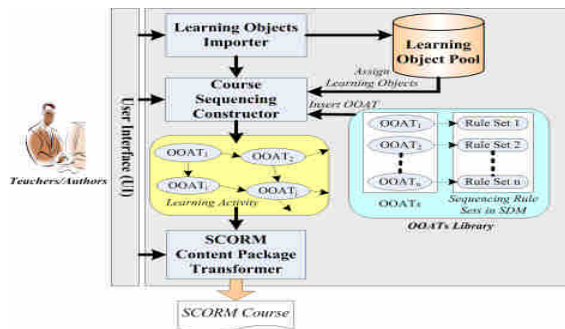 Learning Objects
Importer
Learning
Object Pool
Assign
Learning Objects
Course
Sequencing
Constructor
Insert OOAT
User Interface (UI)
Teachers/Authors
OOAT1
OOAT2
OOATi
OOATj
Learning Activity
OOAT1
OOAT2
OOATn
OOATs
Rule Set 1
Rule Set 2
Rule Set n
Sequencing Rule
Sets in SDM
OOATs Library
SCORM
Content Package
Transformer
SCORM Course